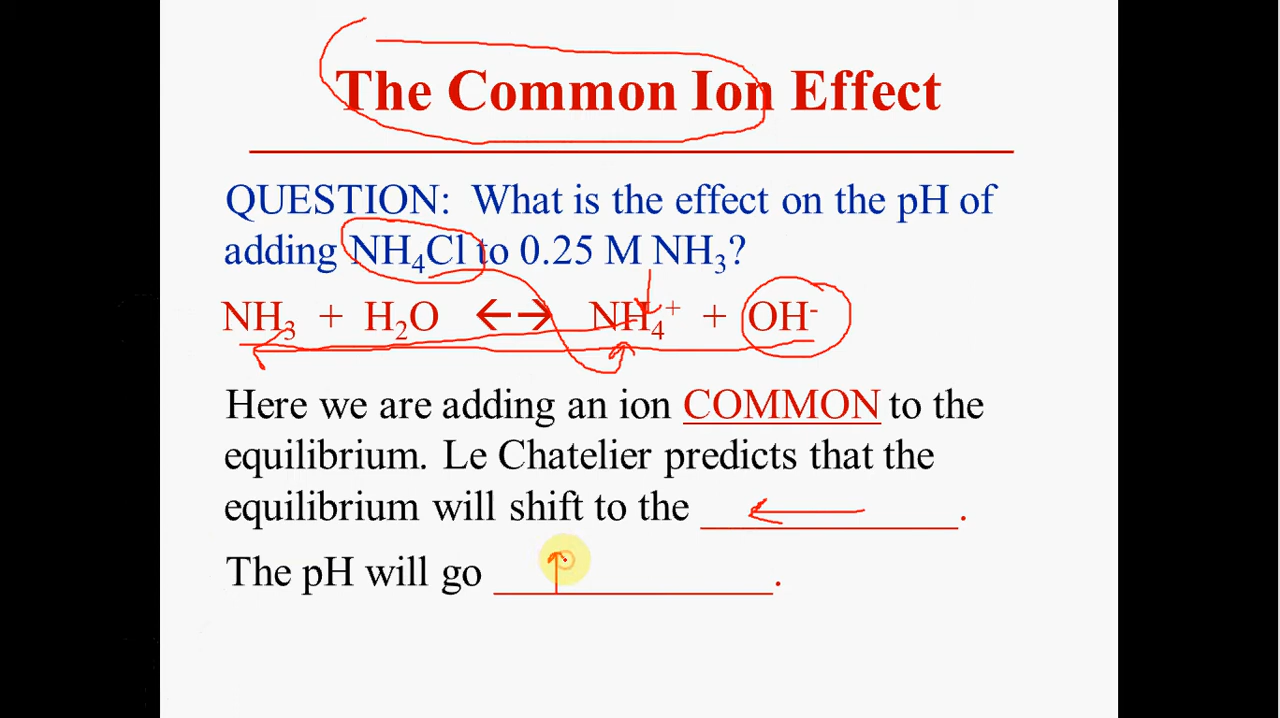 The Common Ion Effect
QUESTION: What is the effect on the pH of
adding NH₄Cl to 0.25 M NH₃?
NH₃ + H₂O ←→ NH₄⁺ + OH⁻
Here we are adding an ion COMMON to the
equilibrium. Le Chatelier predicts that the
equilibrium will shift to the ← .
The pH will go ↑ .